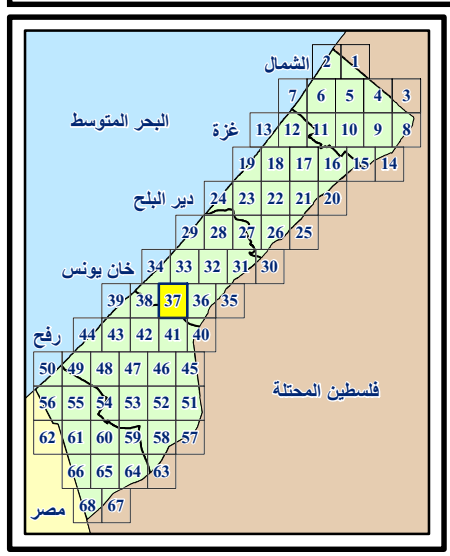 الشمال 2 1
7 6 5 4 3
البحر المتوسط
غزة 13 12 11 10 9 8
19 18 17 16 15 14
دير البلح 24 23 22 21 20
29 28 27 26 25
خان يونس 34 33 32 31 30
39 38 37 36 35
رفح 44 43 42 41 40
50 49 48 47 46 45
فلسطين المحتلة
56 55 54 53 52 51
62 61 60 59 58 57
66 65 64 63
مصر 68 67